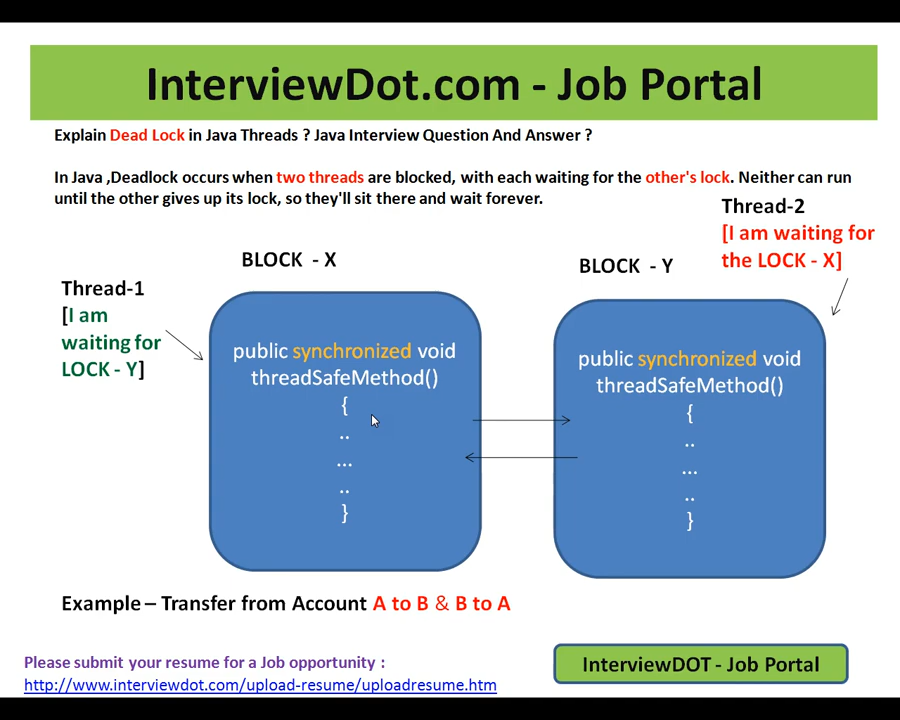 InterviewDot.com - Job Portal
Explain Dead Lock in Java Threads ? Java Interview Question And Answer ?
In Java ,Deadlock occurs when two threads are blocked, with each waiting for the other's lock. Neither can run
until the other gives up its lock, so they'll sit there and wait forever.
Thread-2
[I am waiting for
the LOCK - X]
BLOCK - X
BLOCK - Y
Thread-1
[I am
waiting for
LOCK - Y]
public synchronized void
threadSafeMethod()
{
..
...
..
}
public synchronized void
threadSafeMethod()
{
..
...
..
}
Example – Transfer from Account A to B & B to A
Please submit your resume for a Job opportunity :
http://www.interviewdot.com/upload-resume/uploadresume.htm
InterviewDOT - Job Portal